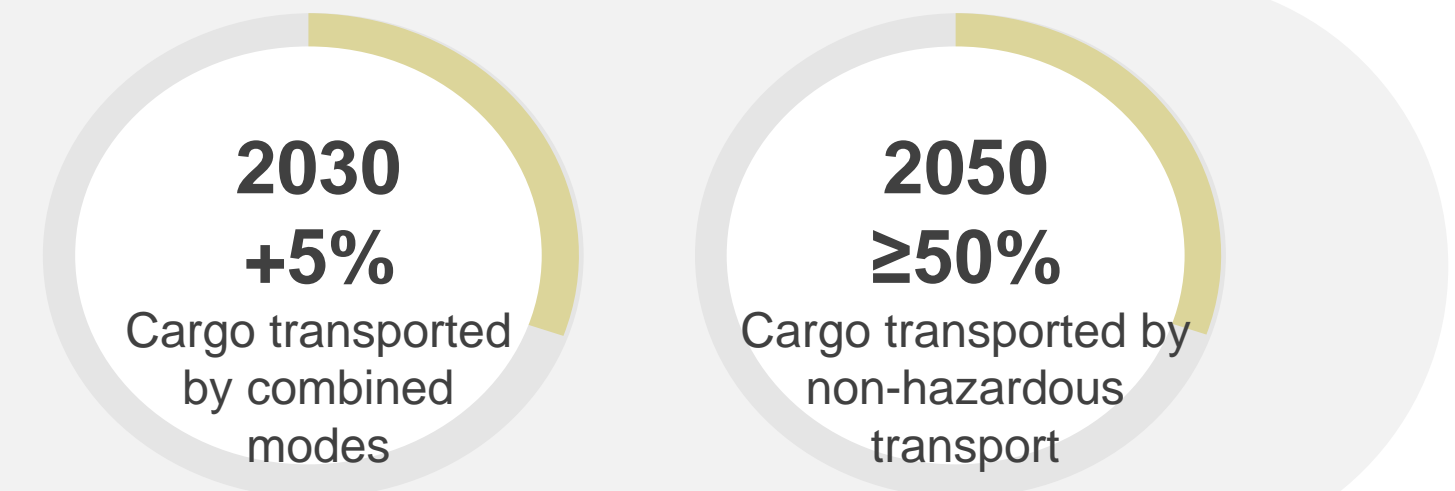 2030
+5%
Cargo transported
by combined
modes
2050
≥50%
Cargo transported by
non-hazardous
transport